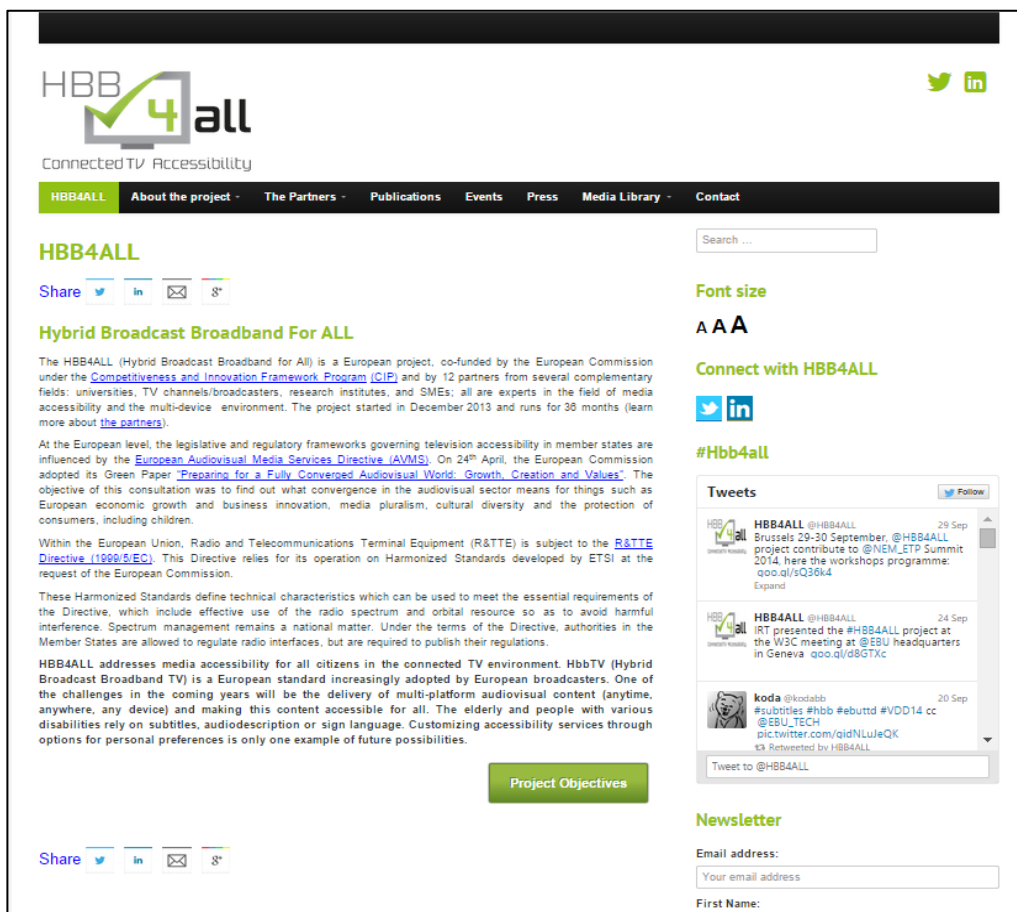 HBB
4all
Connected TV Accessibility
HBB4ALL About the project The Partners Publications Events Press Media Library Contact
HBB4ALL
Share
Hybrid Broadcast Broadband For ALL
The HBB4ALL (Hybrid Broadcast Broadband for All) is a European project, co-funded by the European Commission
under the Competitiveness and Innovation Framework Program (CIP) and by 12 partners from several complementary
fields: universities, TV channels/broadcasters, research institutes, and SMEs; all are experts in the field of media
accessibility and the multi-device environment. The project started in December 2013 and runs for 36 months (learn
more about the partners).
At the European level, the legislative and regulatory frameworks governing television accessibility in member states are
influenced by the European Audiovisual Media Services Directive (AVMS). On 24th April, the European Commission
adopted its Green Paper "Preparing for a Fully Converged Audiovisual World: Growth, Creation and Values". The
objective of this consultation was to find out what convergence in the audiovisual sector means for things such as
European economic growth and business innovation, media pluralism, cultural diversity and the protection of
consumers, including children.
Within the European Union, Radio and Telecommunications Terminal Equipment (R&TTE) is subject to the R&TTE
Directive (1999/5/EC). This Directive relies for its operation on Harmonized Standards developed by ETSI at the
request of the European Commission.
These Harmonized Standards define technical characteristics which can be used to meet the essential requirements of
the Directive, which include effective use of the radio spectrum and orbital resource so as to avoid harmful
interference. Spectrum management remains a national matter. Under the terms of the Directive, authorities in the
Member States are allowed to regulate radio interfaces, but are required to publish their regulations.
HBB4ALL addresses media accessibility for all citizens in the connected TV environment. HbbTV (Hybrid
Broadcast Broadband TV) is a European standard increasingly adopted by European broadcasters. One of
the challenges in the coming years will be the delivery of multi-platform audiovisual content (anytime,
anywhere, any device) and making this content accessible for all. The elderly and people with various
disabilities rely on subtitles, audiodescription or sign language. Customizing accessibility services through
options for personal preferences is only one example of future possibilities.
Project Objectives
Share
Search ...
Font size
A A A
Connect with HBB4ALL
#Hbb4all
Tweets Follow
HBB4ALL @HBB4ALL 29 Sep
Brussels 29-30 September, @HBB4ALL
project contribute to @NEM_ETP Summit
2014, here the workshops programme:
goo.gl/sQ36k4
Expand
HBB4ALL @HBB4ALL 24 Sep
IRT presented the #HBB4ALL project at
the W3C meeting at @EBU headquarters
in Geneva goo.gl/d8GTXc
koda @kodabb 20 Sep
#subtitles #hbb #ebuttd #VDD14 cc
@EBU_TECH
pic.twitter.com/qidNLuJeQK
Retweeted by HBB4ALL
Tweet to @HBB4ALL
Newsletter
Email address:
Your email address
First Name: